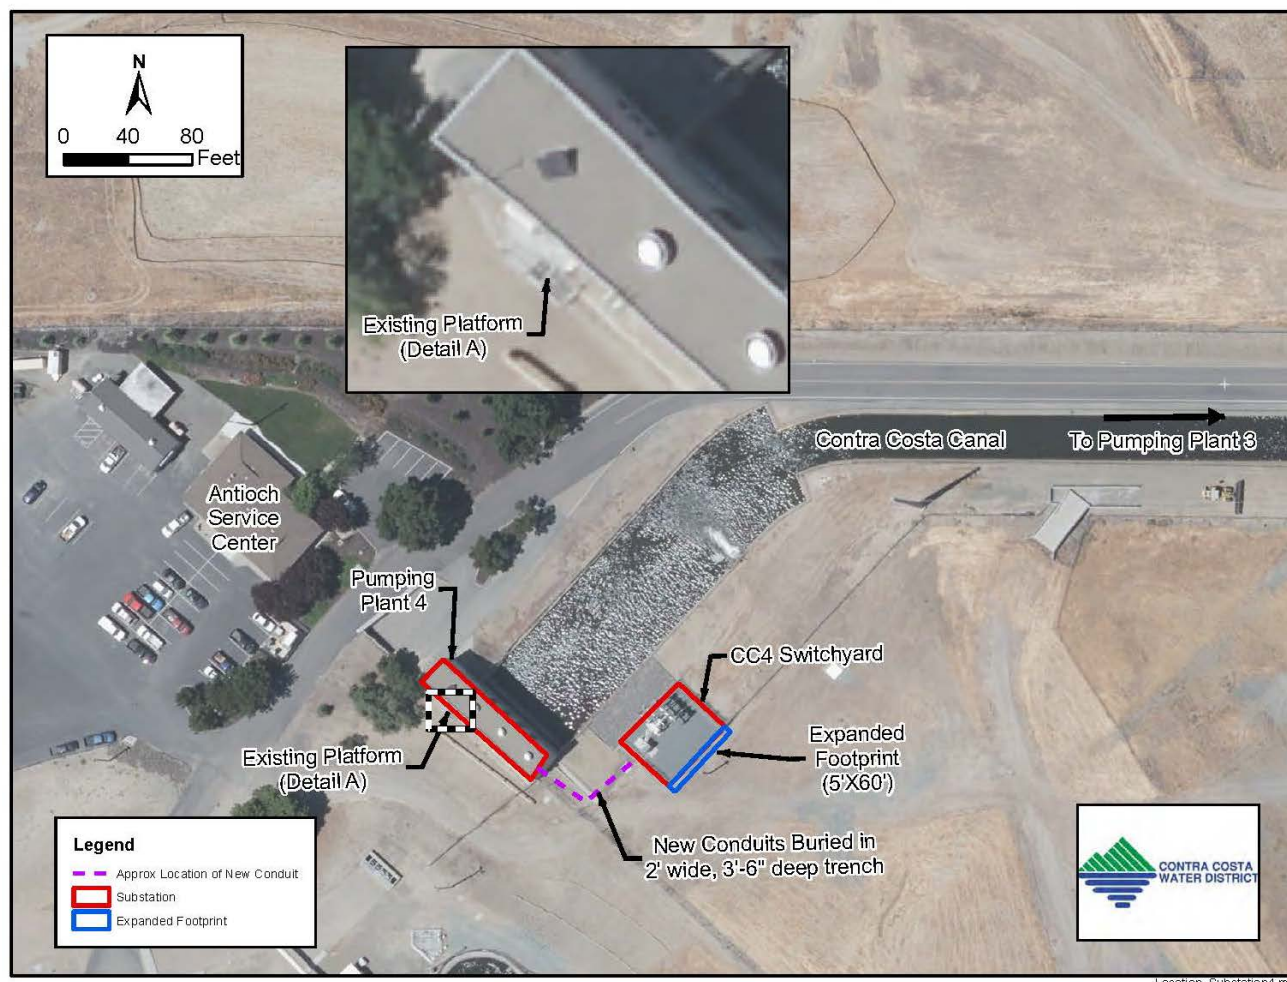 N
0 40 80
Feet
Existing Platform
(Detail A)
Contra Costa Canal
To Pumping Plant 3
Antioch
Service
Center
Pumping
Plant 4
CC4 Switchyard
Existing Platform
(Detail A)
Expanded
Footprint
(5'X60')
New Conduits Buried in
2' wide, 3'-6" deep trench
Legend
Approx Location of New Conduit
Substation
Expanded Footprint
CONTRA COSTA
WATER DISTRICT